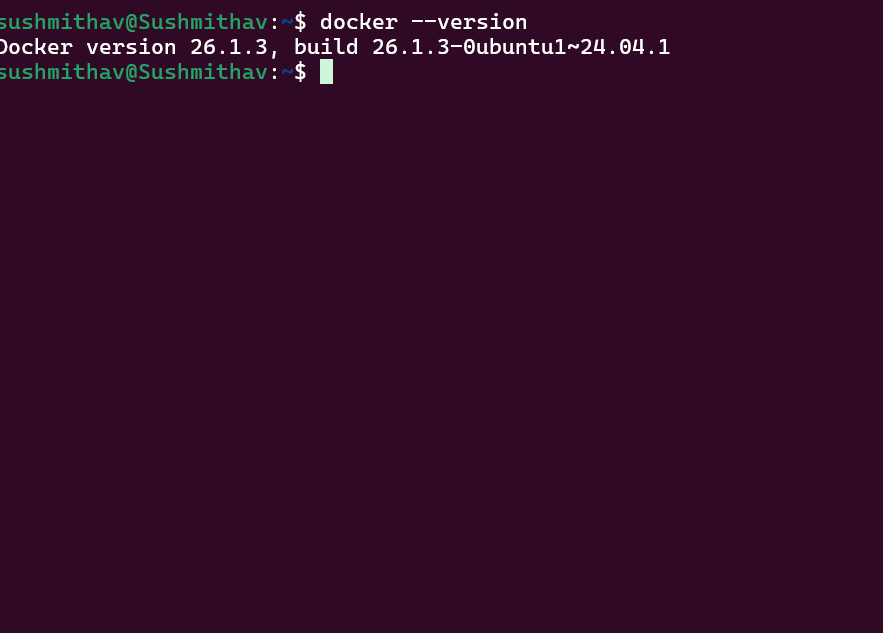 sushmithav@Sushmithav:~$ docker --version
Docker version 26.1.3, build 26.1.3-0ubuntu1~24.04.1
sushmithav@Sushmithav:~$